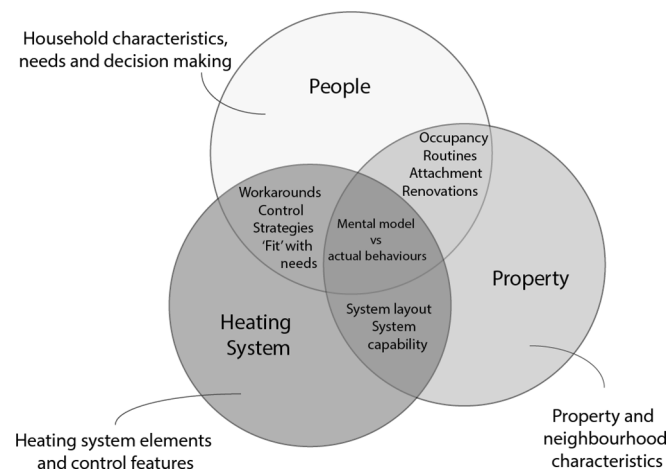 Household characteristics,
needs and decision making
People
Occupancy
Routines
Attachment
Renovations
Workarounds
Control
Strategies
‘Fit’ with
needs
Mental model
vs
actual behaviours
Property
System layout
System
capability
Heating
System
Heating system elements
and control features
Property and
neighbourhood
characteristics